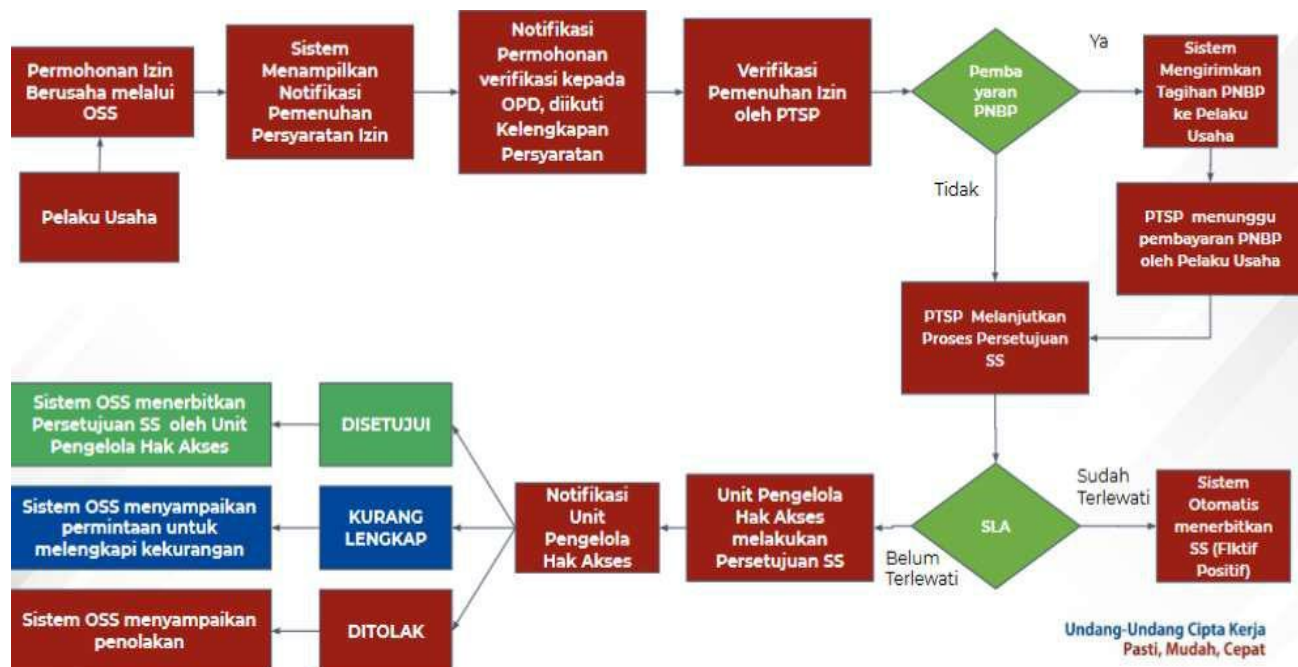 Permohonan Izin
Berusaha melalui
OSS
Pelaku Usaha
Sistem
Menampilkan
Notifikasi
Pemenuhan
Persyaratan Izin
Notifikasi
Permohonan
verifikasi kepada
OPD, diikuti
Kelengkapan
Persyaratan
Verifikasi
Pemenuhan Izin
oleh PTSP
Pemba
yaran
PNBP
Ya
Sistem
Mengirimkan
Tagihan PNBP
ke Pelaku
Usaha
Tidak
PTSP menunggu
pembayaran PNBP
oleh Pelaku Usaha
PTSP Melanjutkan
Proses Persetujuan
SS
SLA
Sudah
Terlewati
Sistem
Otomatis
menerbitkan
SS (FIktif
Positif)
Belum
Terlewati
Unit Pengelola
Hak Akses
melakukan
Persetujuan SS
Notifikasi
Unit
Pengelola
Hak Akses
DISETUJUI
Sistem OSS menerbitkan
Persetujuan SS oleh Unit
Pengelola Hak Akses
KURANG
LENGKAP
Sistem OSS menyampaikan
permintaan untuk
melengkapi kekurangan
DITOLAK
Sistem OSS menyampaikan
penolakan
Undang-Undang Cipta Kerja
Pasti, Mudah, Cepat